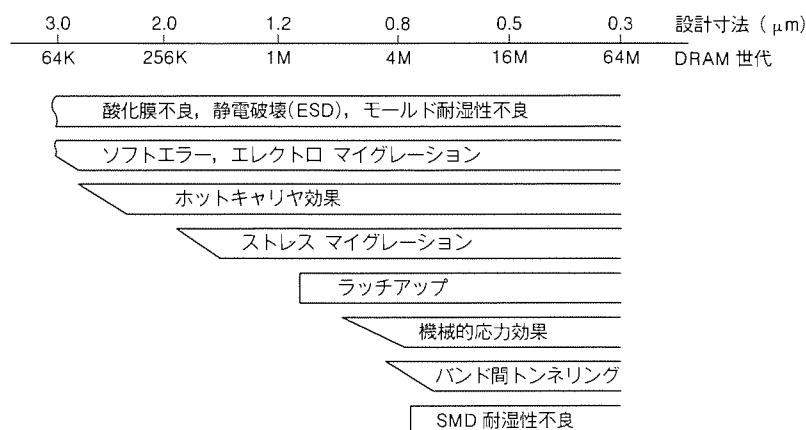 3.0 2.0 1.2 0.8 0.5 0.3 設計寸法 ( μm)
64K 256K 1M 4M 16M 64M DRAM 世代
酸化膜不良, 静電破壊(ESD), モールド耐湿性不良
ソフトエラー, エレクトロ マイグレーション
ホットキャリヤ効果
ストレス マイグレーション
ラッチアップ
機械的応力効果
バンド間トンネリング
SMD 耐湿性不良